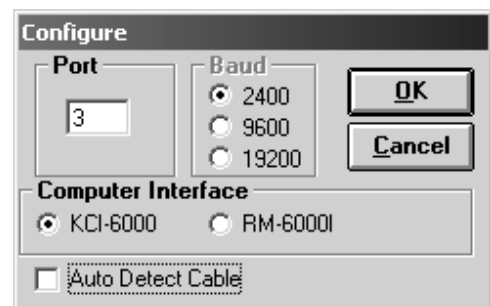 Configure
Port
3
Baud
2400
9600
19200
OK
Cancel
Computer Interface
KCI-6000
RM-6000I
Auto Detect Cable